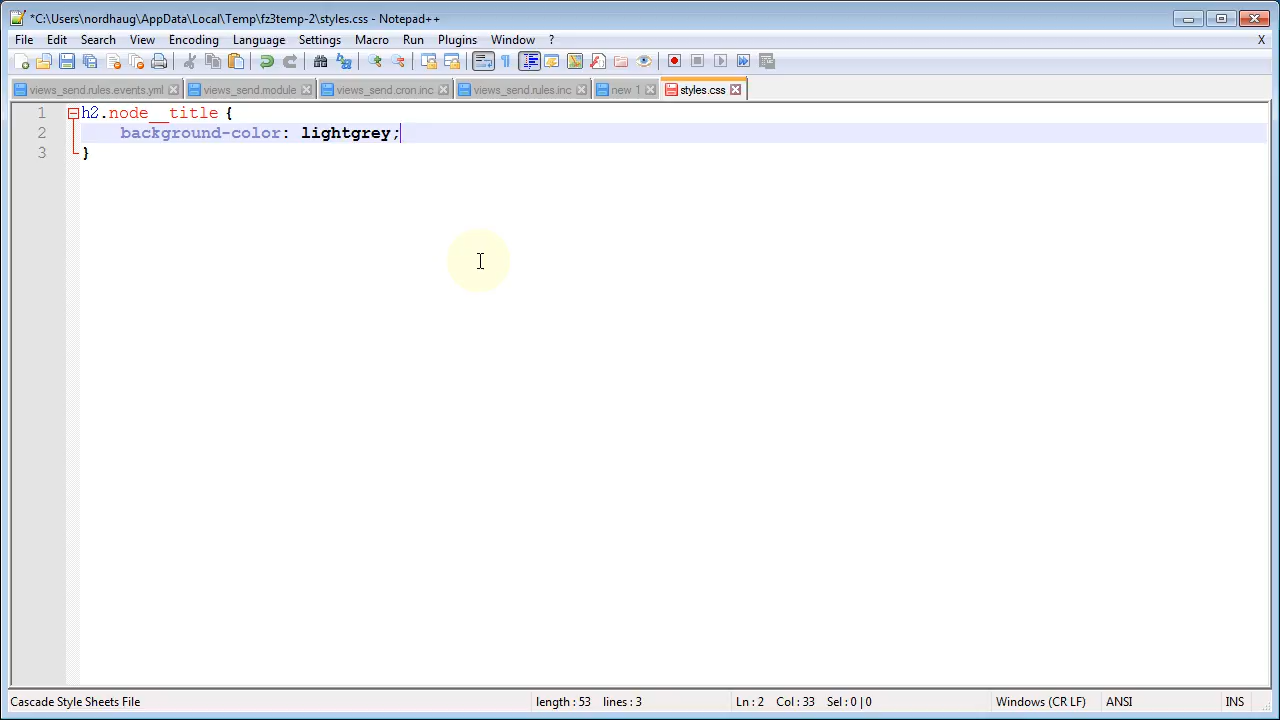 *C:\Users\nordhaug\AppData\Local\Temp\fz3temp-2\styles.css - Notepad++
File Edit Search View Encoding Language Settings Macro Run Plugins Window ? X
views_send.rules.events.yml views_send.module views_send.cron.inc views_send.rules.inc new 1 styles.css
1 h2.node__title {
2 background-color: lightgrey;
3 }
Cascade Style Sheets File length : 53 lines : 3 Ln : 2 Col : 33 Sel : 0 | 0 Windows (CR LF) ANSI INS